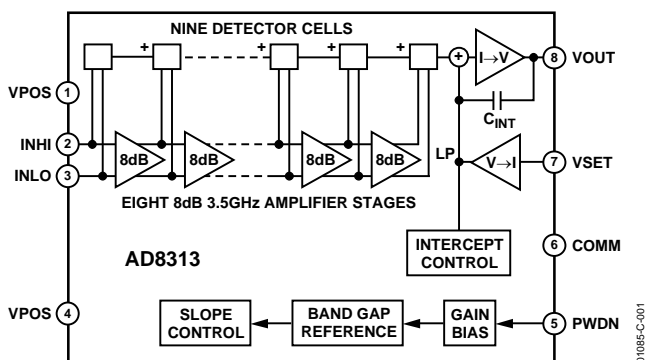 NINE DETECTOR CELLS
+ + + + +
I→V
8 VOUT
VPOS 1
CINT
INHI 2
8dB 8dB 8dB 8dB
LP
V→I
7 VSET
INLO 3
EIGHT 8dB 3.5GHz AMPLIFIER STAGES
INTERCEPT
CONTROL
6 COMM
AD8313
VPOS 4
SLOPE
CONTROL
BAND GAP
REFERENCE
GAIN
BIAS
5 PWDN
01085-C-001